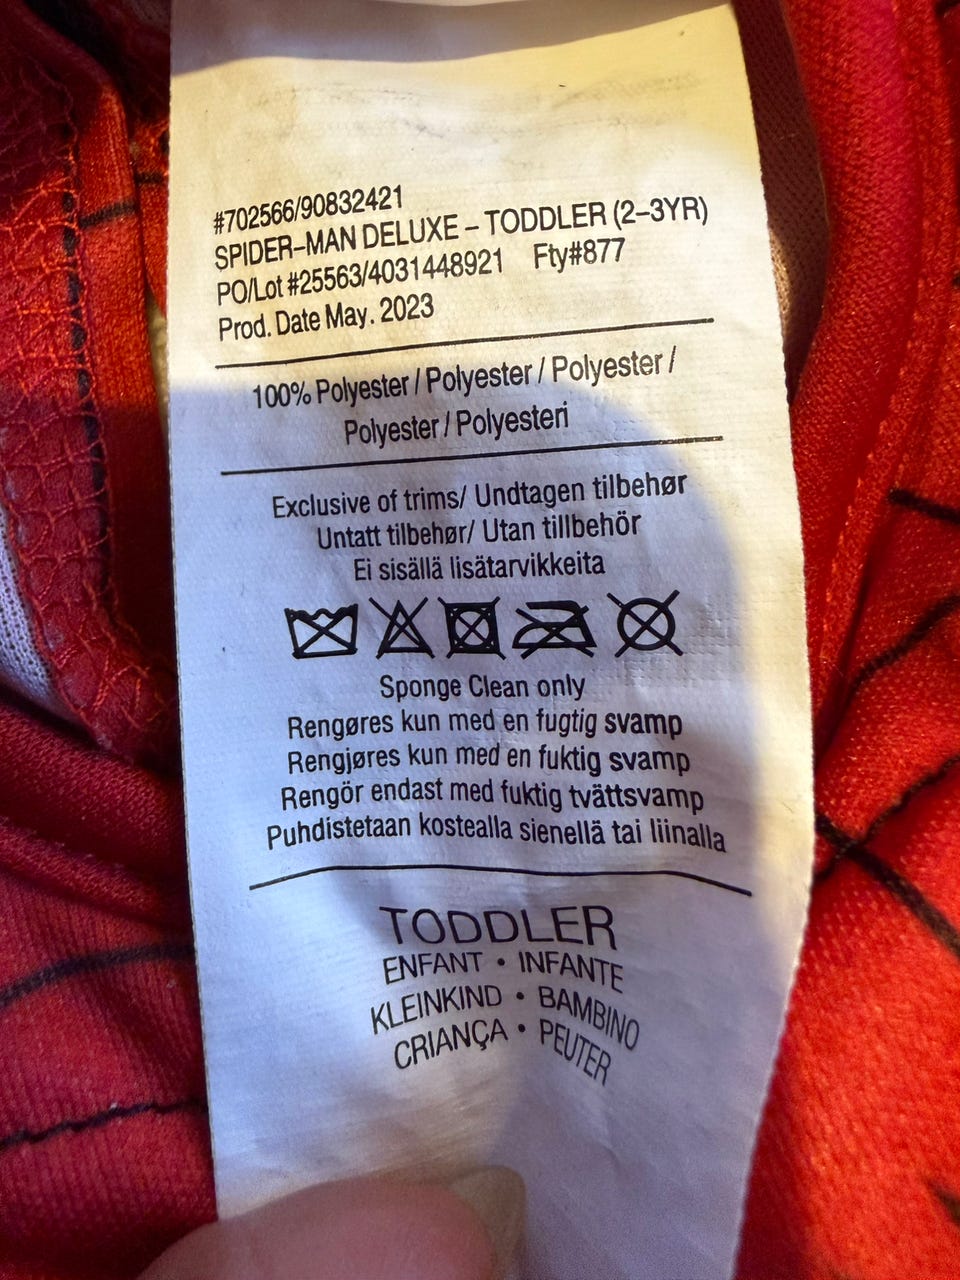 #702566/90832421
SPIDER-MAN DELUXE - TODDLER (2-3YR)
PO/Lot #25563/4031448921 Fty#877
Prod. Date May. 2023
100% Polyester / Polyester / Polyester /
Polyester / Polyesteri
Exclusive of trims/ Undtagen tilbehør
Untatt tilbehør/ Utan tillbehör
Ei sisällä lisätarvikkeita
Sponge Clean only
Rengøres kun med en fugtig svamp
Rengjøres kun med en fuktig svamp
Rengör endast med fuktig tvättsvamp
Puhdistetaan kostealla sienellä tai liinalla
TODDLER
ENFANT • INFANTE
KLEINKIND • BAMBINO
CRIANÇA • PEUTER